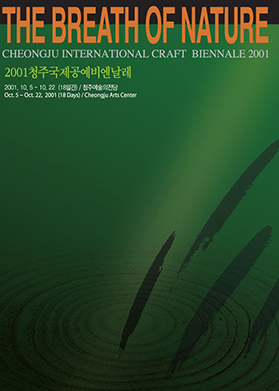 THE BREATH OF NATURE
CHEONGJU INTERNATIONAL CRAFT BIENNALE 2001
2001청주국제공예비엔날레
2001. 10. 5 ~ 10. 22 (18일간) / 청주예술의전당
Oct. 5 ~ Oct. 22, 2001 (18 Days) / Cheongju Arts Center